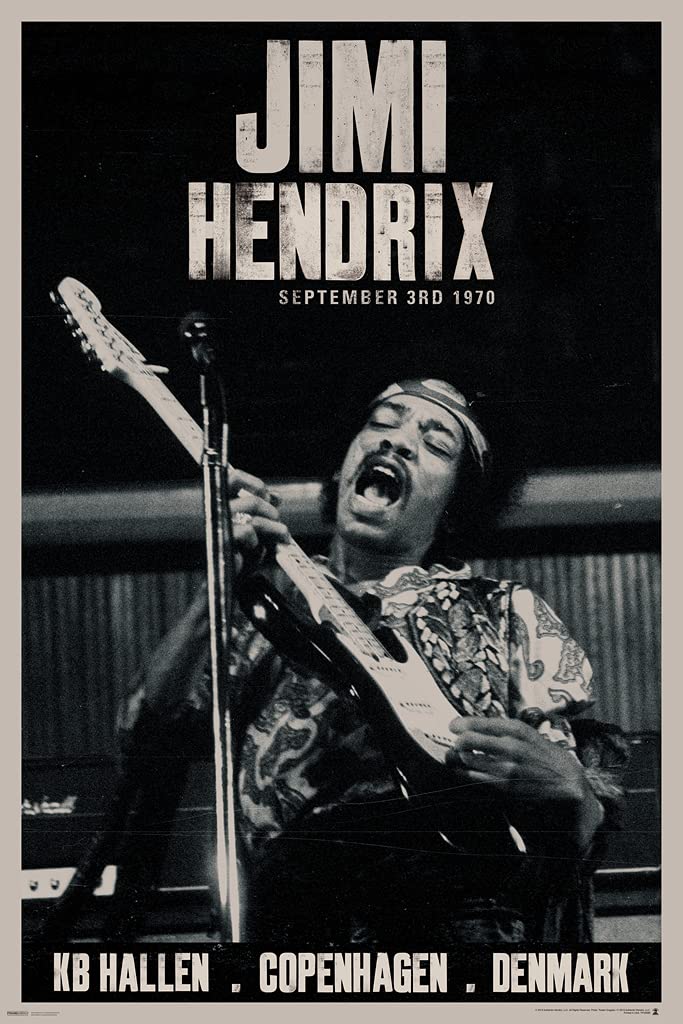 JIMI
HENDRIX
SEPTEMBER 3RD 1970
KB HALLEN . COPENHAGEN . DENMARK